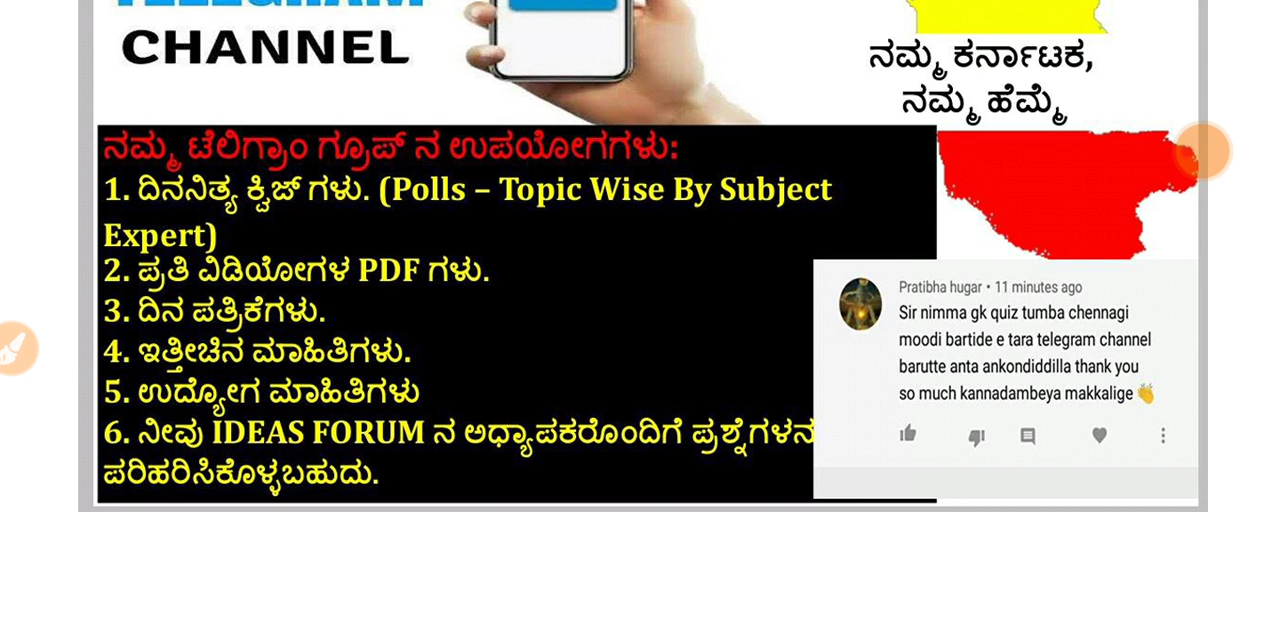 CHANNEL
ನಮ್ಮ ಕರ್ನಾಟಕ,
ನಮ್ಮ ಹೆಮ್ಮೆ
ನಮ್ಮ ಟೆಲಿಗ್ರಾಂ ಗ್ರೂಪ್ ನ ಉಪಯೋಗಗಳು:
1. ದಿನನಿತ್ಯ ಕ್ವಿಜ್ ಗಳು. (Polls – Topic Wise By Subject
Expert)
2. ಪ್ರತಿ ವಿಡಿಯೋಗಳ PDF ಗಳು.
3. ದಿನ ಪತ್ರಿಕೆಗಳು.
4. ಇತ್ತೀಚಿನ ಮಾಹಿತಿಗಳು.
5. ಉದ್ಯೋಗ ಮಾಹಿತಿಗಳು
6. ನೀವು IDEAS FORUM ನ ಅಧ್ಯಾಪಕರೊಂದಿಗೆ
ಪರಿಹರಿಸಿಕೊಳ್ಳಬಹುದು.
Pratibha hugar • 11 minutes ago
Sir nimma gk quiz tumba chennagi
moodi bartide e tara telegram channel
barutte anta ankondiddilla thank you
so much kannadambeya makkalige 👏